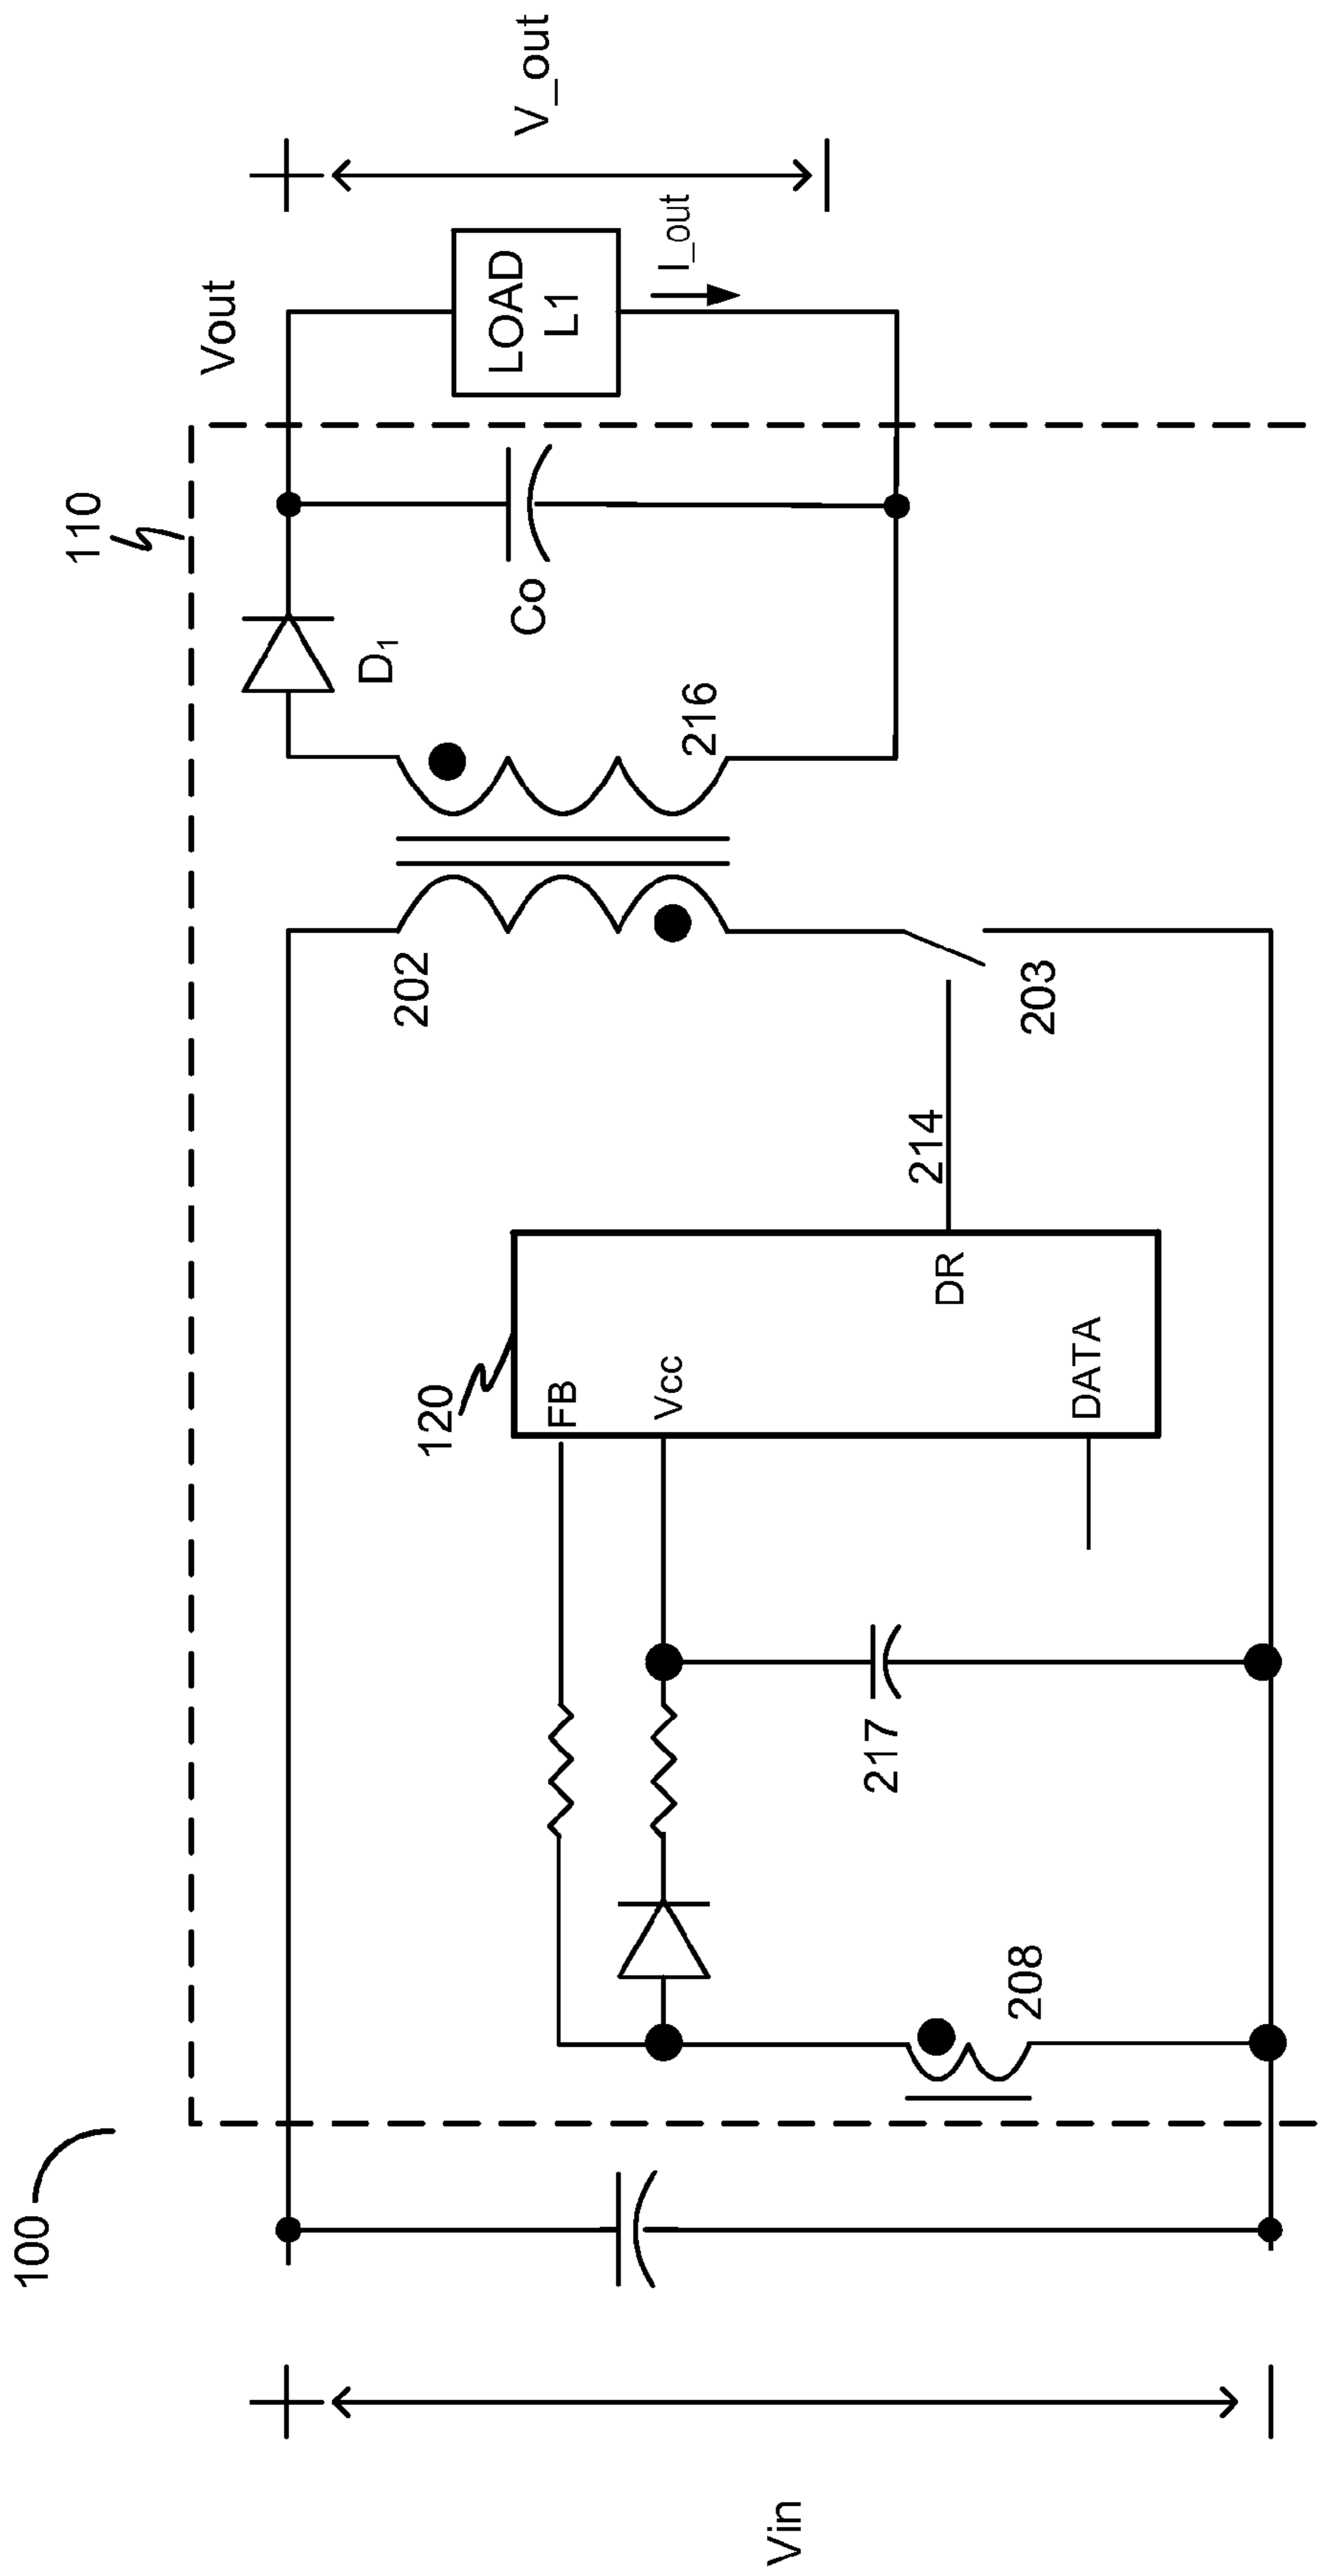 100
110
Vin
Vout
V_out
LOAD
L1
I_out
D1
Co
202
216
120
FB
Vcc
DR
214
DATA
203
217
208